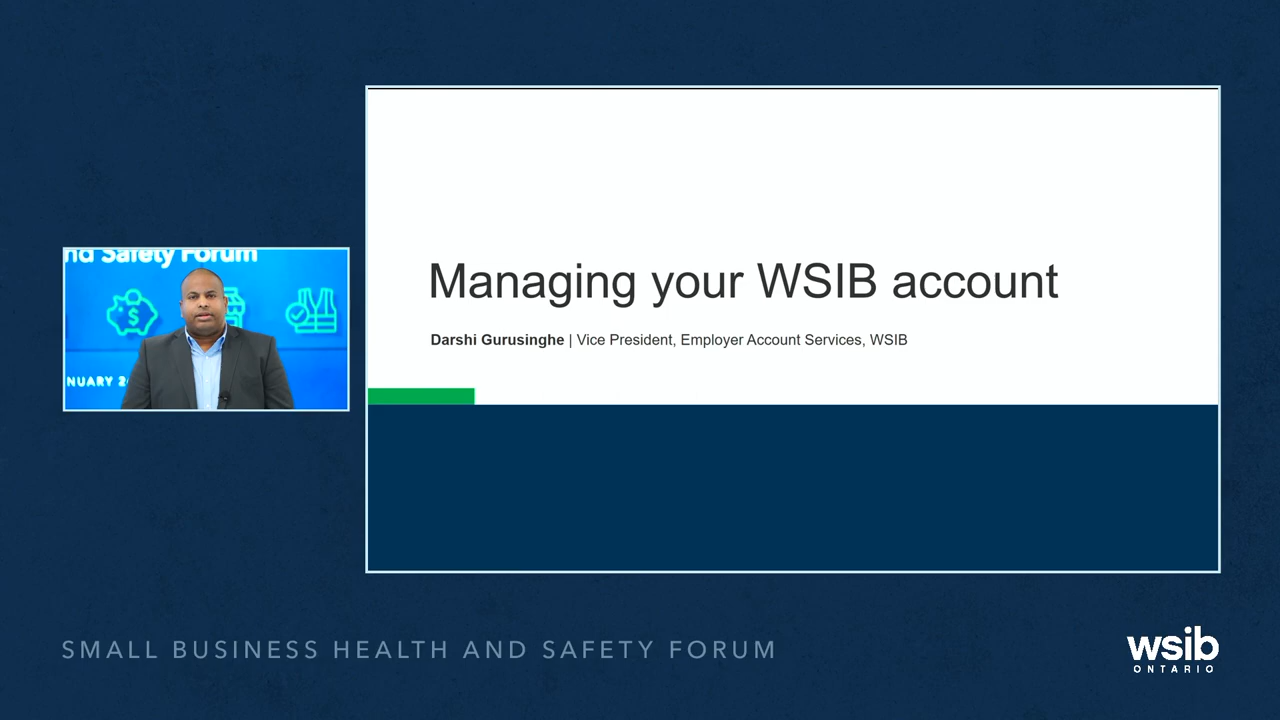 nd Safety Forum
$
NUARY 2
Managing your WSIB account
Darshi Gurusinghe | Vice President, Employer Account Services, WSIB
SMALL BUSINESS HEALTH AND SAFETY FORUM
wsib
ONTARIO